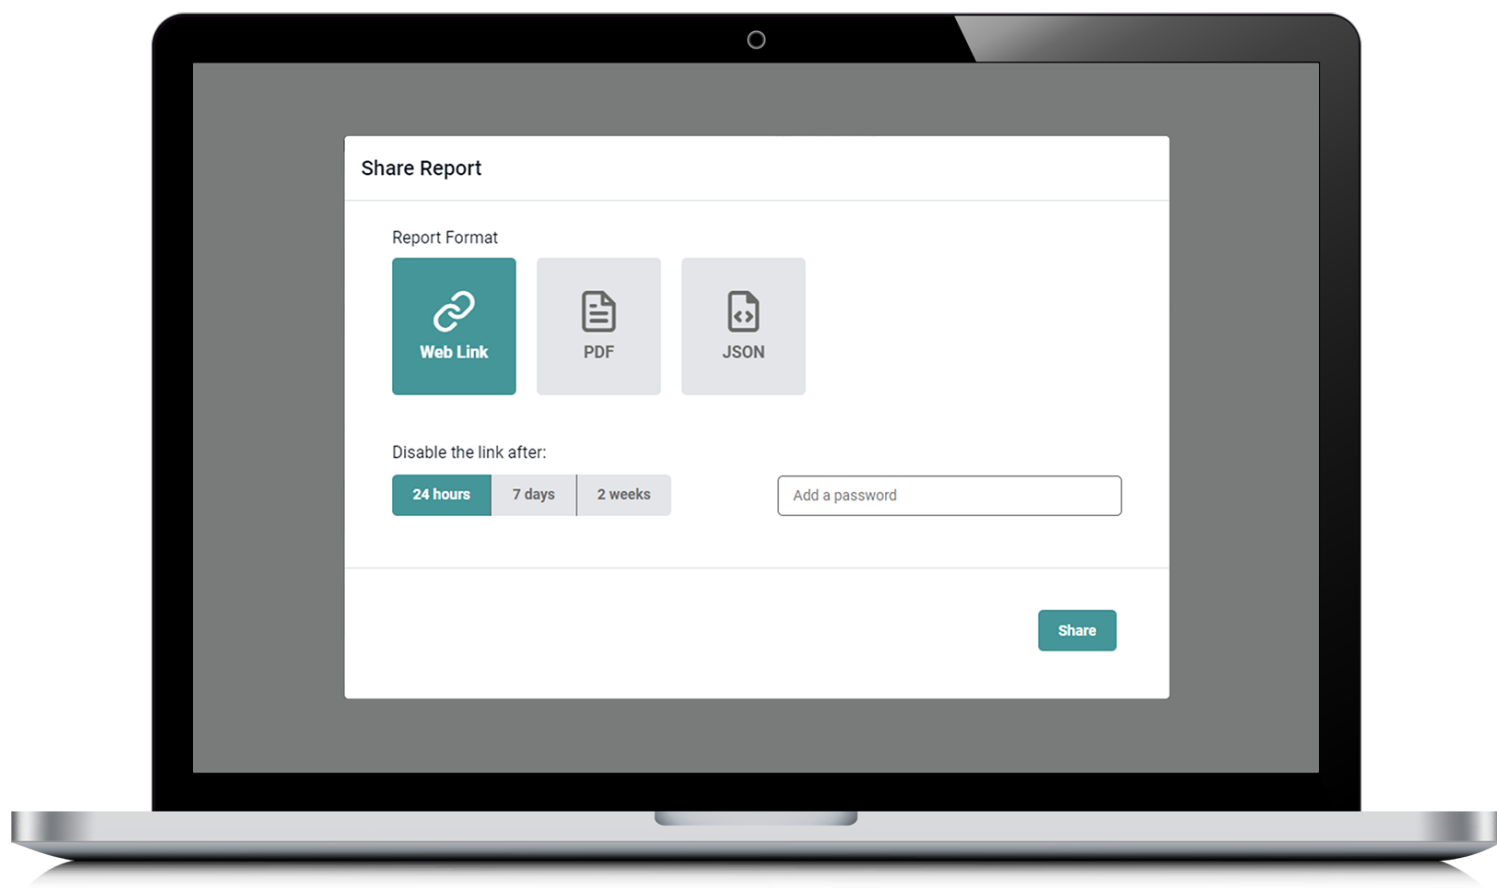 Share Report
Report Format
Web Link
PDF
JSON
Disable the link after:
24 hours
7 days
2 weeks
Add a password
Share